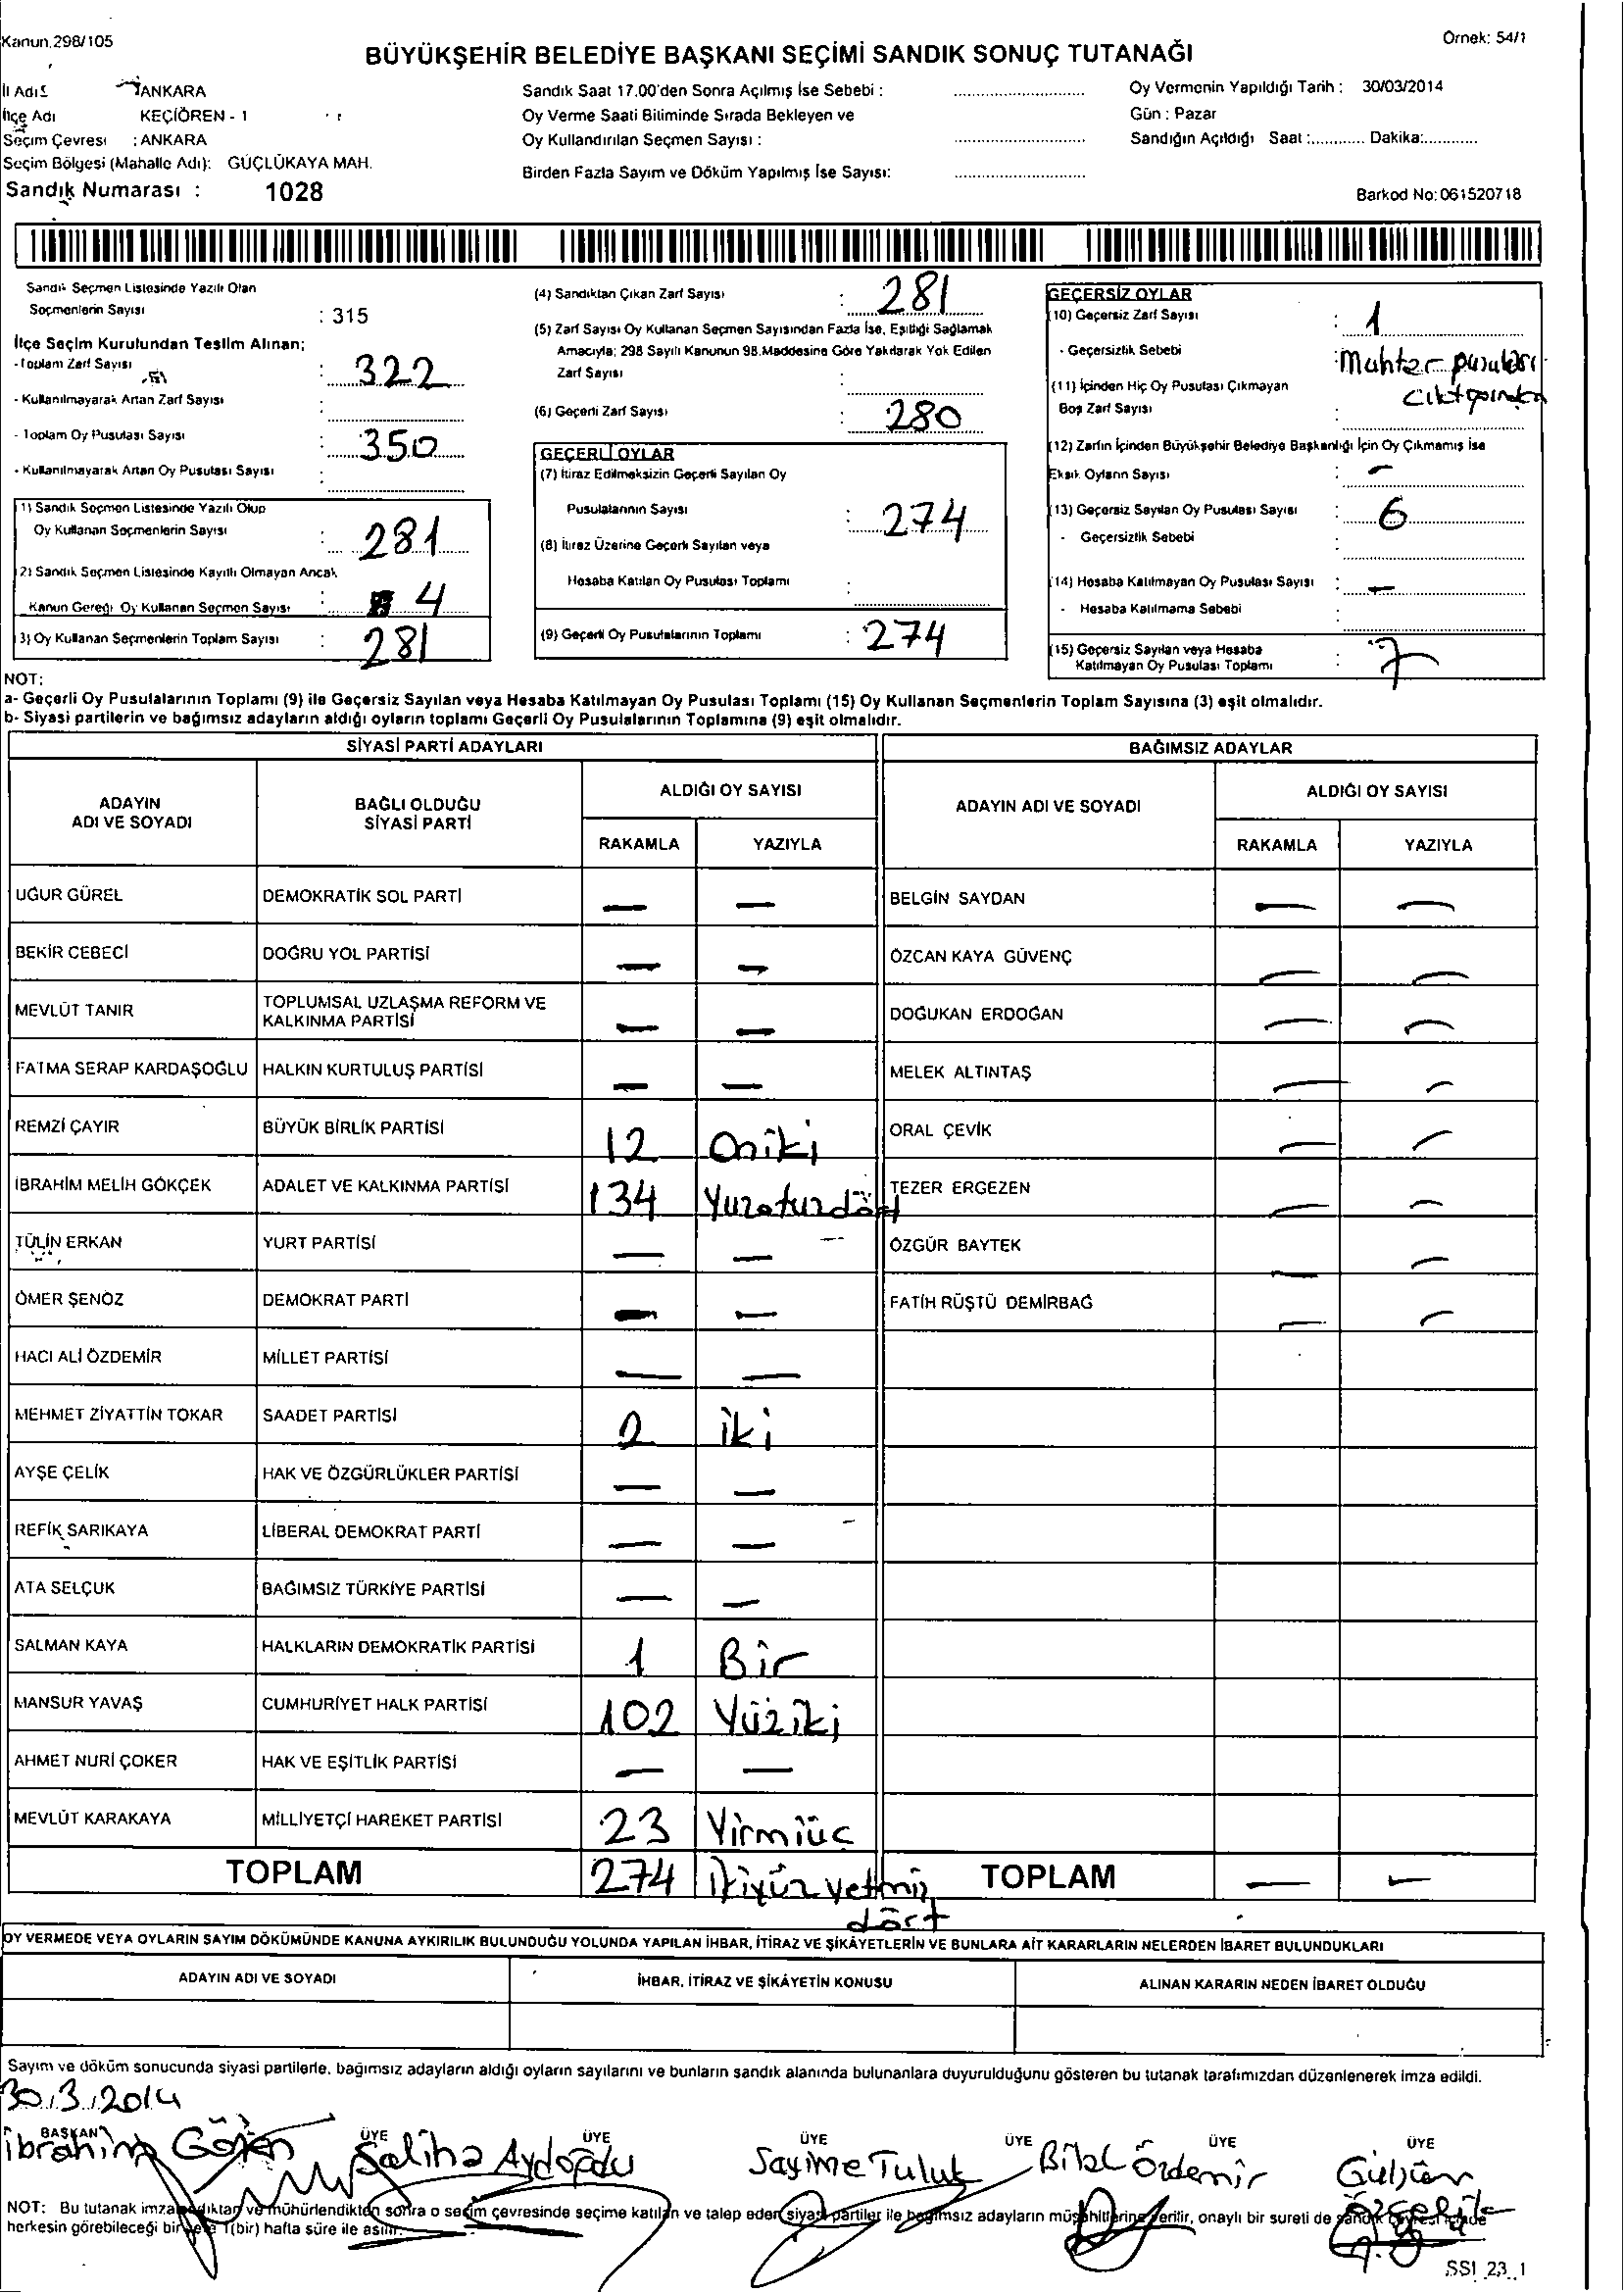 Kanun.298/105
Örnek: 54/1
BÜYÜKŞEHİR BELEDİYE BAŞKANI SEÇİMİ SANDIK SONUÇ TUTANAĞI
İl Adı : ANKARA
İlçe Adı KEÇİÖREN - 1
Seçim Çevresi : ANKARA
Seçim Bölgesi (Mahalle Adı): GÜÇLÜKAYA MAH.
Sandık Numarası : 1028
Sandık Saat 17.00'den Sonra Açılmış İse Sebebi :
Oy Verme Saati Bitiminde Sırada Bekleyen ve
Oy Kullandırılan Seçmen Sayısı :
Birden Fazla Sayım ve Döküm Yapılmış İse Sayısı:
Oy Vermenin Yapıldığı Tarih : 30/03/2014
Gün : Pazar
Sandığın Açıldığı Saat :............ Dakika:............
Barkod No: 061520718
Sandık Seçmen Listesinde Yazılı Olan
Seçmenlerin Sayısı : 315
İlçe Seçim Kurulundan Teslim Alınan;
- Toplam Zarf Sayısı : 322
- Kullanılmayarak Artan Zarf Sayısı :
- Toplam Oy Pusulası Sayısı : 350
- Kullanılmayarak Artan Oy Pusulası Sayısı :
1) Sandık Seçmen Listesinde Yazılı Olup
Oy Kullanan Seçmenlerin Sayısı : 281
2) Sandık Seçmen Listesinde Kayıtlı Olmayan Ancak
Kanun Gereği Oy Kullanan Seçmen Sayısı : 4
3) Oy Kullanan Seçmenlerin Toplam Sayısı : 281
(4) Sandıktan Çıkan Zarf Sayısı : 281
(5) Zarf Sayısı Oy Kullanan Seçmen Sayısından Fazla İse, Eşitliği Sağlamak
Amacıyla; 298 Sayılı Kanunun 98.Maddesine Göre Yakılarak Yok Edilen
Zarf Sayısı :
(6) Geçerli Zarf Sayısı : 280
GEÇERLİ OYLAR
(7) İtiraz Edilmeksizin Geçerli Sayılan Oy
Pusulalarının Sayısı : 274
(8) İtiraz Üzerine Geçerli Sayılan veya
Hesaba Katılan Oy Pusulası Toplamı :
(9) Geçerli Oy Pusulalarının Toplamı : 274
GEÇERSİZ OYLAR
(10) Geçersiz Zarf Sayısı : 1
- Geçersizlik Sebebi : Muhtar pusulası
çıktığından
(11) İçinden Hiç Oy Pusulası Çıkmayan
Boş Zarf Sayısı
(12) Zarfın İçinden Büyükşehir Belediye Başkanlığı İçin Oy Çıkmamış İse
Eksik Oyların Sayısı : -
(13) Geçersiz Sayılan Oy Pusulası Sayısı : 6
- Geçersizlik Sebebi :
(14) Hesaba Katılmayan Oy Pusulası Sayısı : -
- Hesaba Katılmama Sebebi :
(15) Geçersiz Sayılan veya Hesaba
Katılmayan Oy Pusulası Toplamı : 7
NOT:
a- Geçerli Oy Pusulalarının Toplamı (9) ile Geçersiz Sayılan veya Hesaba Katılmayan Oy Pusulası Toplamı (15) Oy Kullanan Seçmenlerin Toplam Sayısına (3) eşit olmalıdır.
b- Siyasi partilerin ve bağımsız adayların aldığı oyların toplamı Geçerli Oy Pusulalarının Toplamına (9) eşit olmalıdır.
SİYASİ PARTİ ADAYLARI
BAĞIMSIZ ADAYLAR
ADAYIN ADI VE SOYADI
BAĞLI OLDUĞU SİYASİ PARTİ
ALDIĞI OY SAYISI
RAKAMLA YAZIYLA
ADAYIN ADI VE SOYADI
ALDIĞI OY SAYISI
RAKAMLA YAZIYLA
UĞUR GÜREL DEMOKRATİK SOL PARTİ — — BELGİN SAYDAN — —
BEKİR CEBECİ DOĞRU YOL PARTİSİ — — ÖZCAN KAYA GÜVENÇ — —
MEVLÜT TANIR TOPLUMSAL UZLAŞMA REFORM VE KALKINMA PARTİSİ — — DOĞUKAN ERDOĞAN — —
FATMA SERAP KARDAŞOĞLU HALKIN KURTULUŞ PARTİSİ — — MELEK ALTINTAŞ — —
REMZİ ÇAYIR BÜYÜK BİRLİK PARTİSİ 12 Oniki ORAL ÇEVİK — —
İBRAHİM MELİH GÖKÇEK ADALET VE KALKINMA PARTİSİ 134 Yuzotuzdört TEZER ERGEZEN — —
TÜLİN ERKAN YURT PARTİSİ — — ÖZGÜR BAYTEK — —
ÖMER ŞENÖZ DEMOKRAT PARTİ — — FATİH RÜŞTÜ DEMİRBAĞ — —
HACI ALİ ÖZDEMİR MİLLET PARTİSİ — —
MEHMET ZİYATTİN TOKAR SAADET PARTİSİ 2 iki
AYŞE ÇELİK HAK VE ÖZGÜRLÜKLER PARTİSİ — —
REFİK SARIKAYA LİBERAL DEMOKRAT PARTİ — —
ATA SELÇUK BAĞIMSIZ TÜRKİYE PARTİSİ — —
SALMAN KAYA HALKLARIN DEMOKRATİK PARTİSİ 1 Bir
MANSUR YAVAŞ CUMHURİYET HALK PARTİSİ 102 Yüziki
AHMET NURİ ÇOKER HAK VE EŞİTLİK PARTİSİ — —
MEVLÜT KARAKAYA MİLLİYETÇİ HAREKET PARTİSİ 23 Yirmiüç
TOPLAM 274 İkiyüzyetmiş dört TOPLAM — —
OY VERMEDE VEYA OYLARIN SAYIM DÖKÜMÜNDE KANUNA AYKIRILIK BULUNDUĞU YOLUNDA YAPILAN İHBAR, İTİRAZ VE ŞİKÂYETLERİN VE BUNLARA AİT KARARLARIN NELERDEN İBARET BULUNDUKLARI
ADAYIN ADI VE SOYADI İHBAR, İTİRAZ VE ŞİKÂYETİN KONUSU ALINAN KARARIN NEDEN İBARET OLDUĞU
Sayım ve döküm sonucunda siyasi partilerle, bağımsız adayların aldığı oyların sayılarını ve bunların sandık alanında bulunanlara duyurulduğunu gösteren bu tutanak tarafımızdan düzenlenerek imza edildi.
30.3.2014
BAŞKAN ÜYE ÜYE ÜYE ÜYE ÜYE ÜYE
İbrahim Saliha Aydoğdu Sayime Tuluk Bilal Özdemir Gülşen
NOT: Bu tutanak imzalandıktan ve mühürlendikten sonra o seçim çevresinde seçime katılan ve talep eden siyasi partiler ile bağımsız adayların müşahitlerine verilir, onaylı bir sureti de sandık çevresi içinde
herkesin görebileceği bir yere 1(bir) hafta süre ile asılır.
SSI_23_1